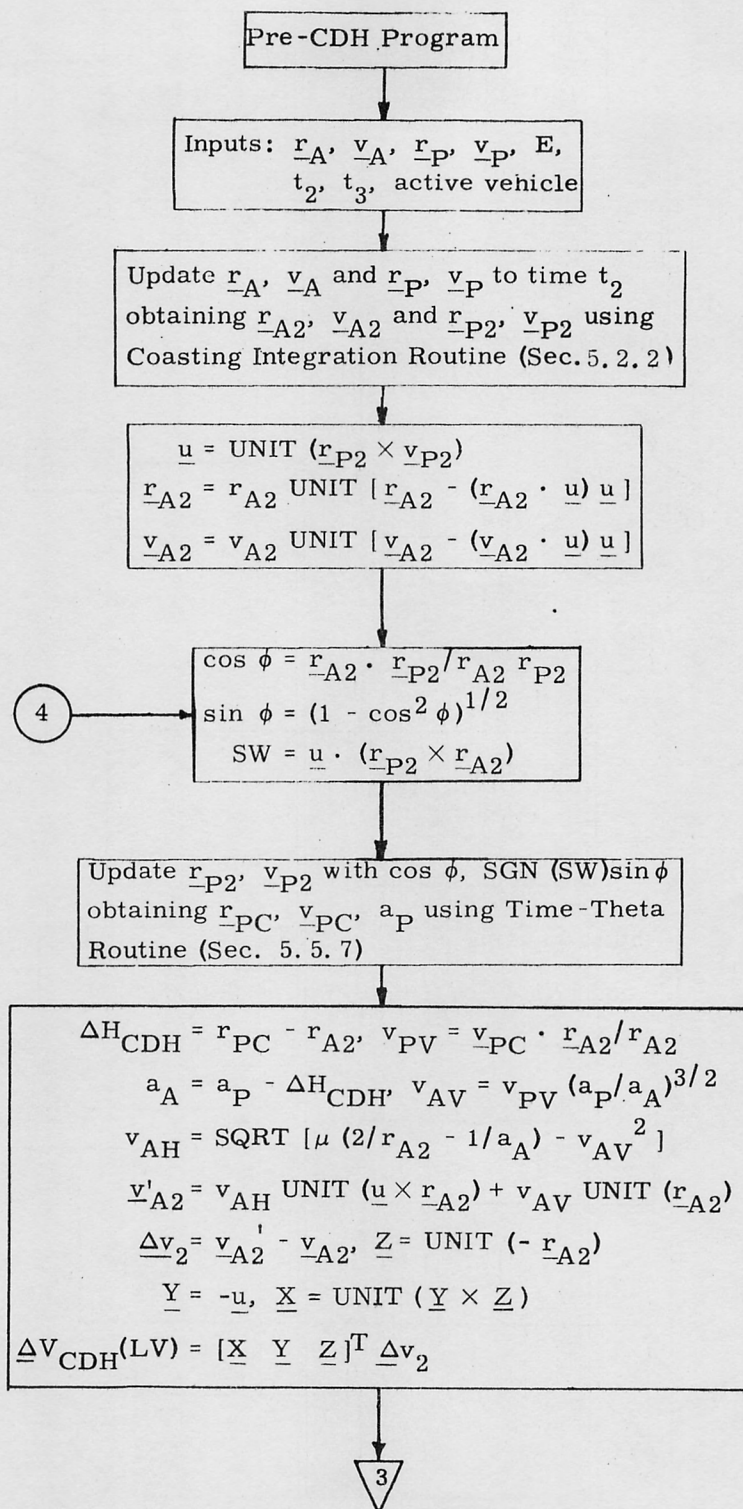 Pre-CDH Program
Inputs: r_A, v_A, r_P, v_P, E,
t_2, t_3, active vehicle
Update r_A, v_A and r_P, v_P to time t_2
obtaining r_A2, v_A2 and r_P2, v_P2 using
Coasting Integration Routine (Sec. 5. 2. 2)
u = UNIT (r_P2 × v_P2)
r_A2 = r_A2 UNIT [ r_A2 - (r_A2 · u) u ]
v_A2 = v_A2 UNIT [ v_A2 - (v_A2 · u) u ]
4
cos φ = r_A2 · r_P2/r_A2 r_P2
sin φ = (1 - cos² φ)^1/2
SW = u · (r_P2 × r_A2)
Update r_P2, v_P2 with cos φ, SGN (SW)sin φ
obtaining r_PC, v_PC, a_P using Time-Theta
Routine (Sec. 5. 5. 7)
ΔH_CDH = r_PC - r_A2, v_PV = v_PC · r_A2/r_A2
a_A = a_P - ΔH_CDH, v_AV = v_PV (a_P/a_A)^3/2
v_AH = SQRT [μ (2/r_A2 - 1/a_A) - v_AV² ]
v'_A2 = v_AH UNIT (u × r_A2) + v_AV UNIT (r_A2)
Δv_2 = v_A2' - v_A2, Z = UNIT (- r_A2)
Y = -u, X = UNIT (Y × Z)
ΔV_CDH(LV) = [X Y Z]^T Δv_2
3